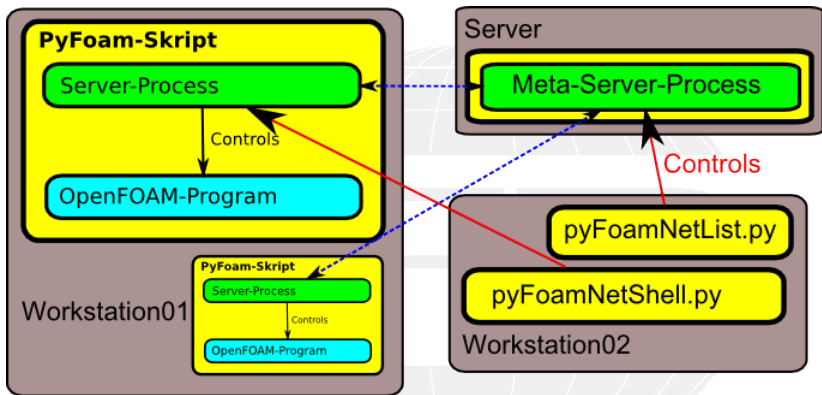 PyFoam-Skript
Server-Process
Controls
OpenFOAM-Program
PyFoam-Skript
Server-Process
Controls
OpenFOAM-Program
Workstation01
Server
Meta-Server-Process
Controls
pyFoamNetList.py
pyFoamNetShell.py
Workstation02